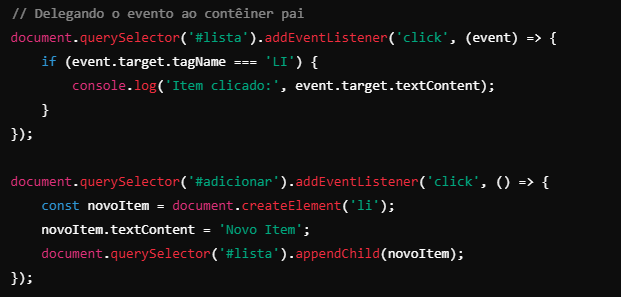 // Delegando o evento ao contêiner pai
document.querySelector('#lista').addEventListener('click', (event) => {
    if (event.target.tagName === 'LI') {
        console.log('Item clicado:', event.target.textContent);
    }
});

document.querySelector('#adicionar').addEventListener('click', () => {
    const novoItem = document.createElement('li');
    novoItem.textContent = 'Novo Item';
    document.querySelector('#lista').appendChild(novoItem);
});